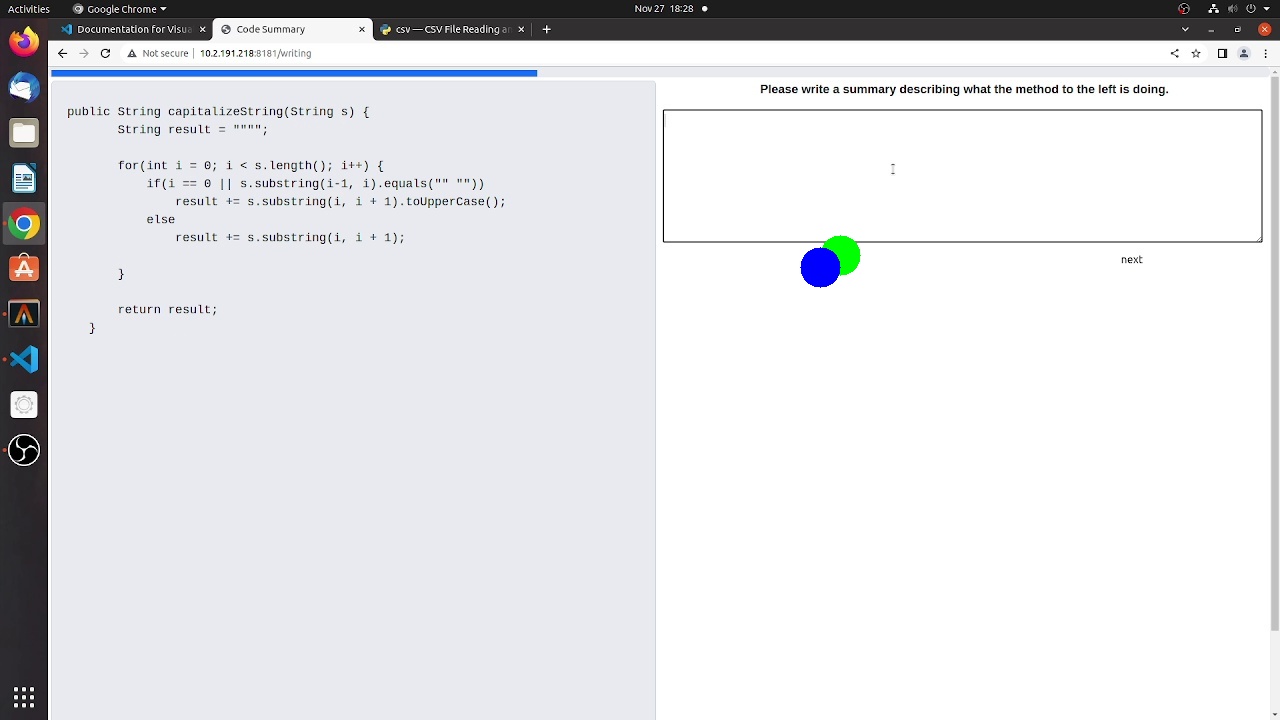 Activities
Google Chrome
Nov 27 18:28
Documentation for Visua
Code Summary
csv — CSV File Reading an
Not secure
10.2.191.218:8181/writing
Please write a summary describing what the method to the left is doing.
public String capitalizeString(String s) {
String result = """";
for(int i = 0; i < s.length(); i++) {
if(i == 0 || s.substring(i-1, i).equals("" ""))
result += s.substring(i, i + 1).toUpperCase();
else
result += s.substring(i, i + 1);
}
return result;
}
next